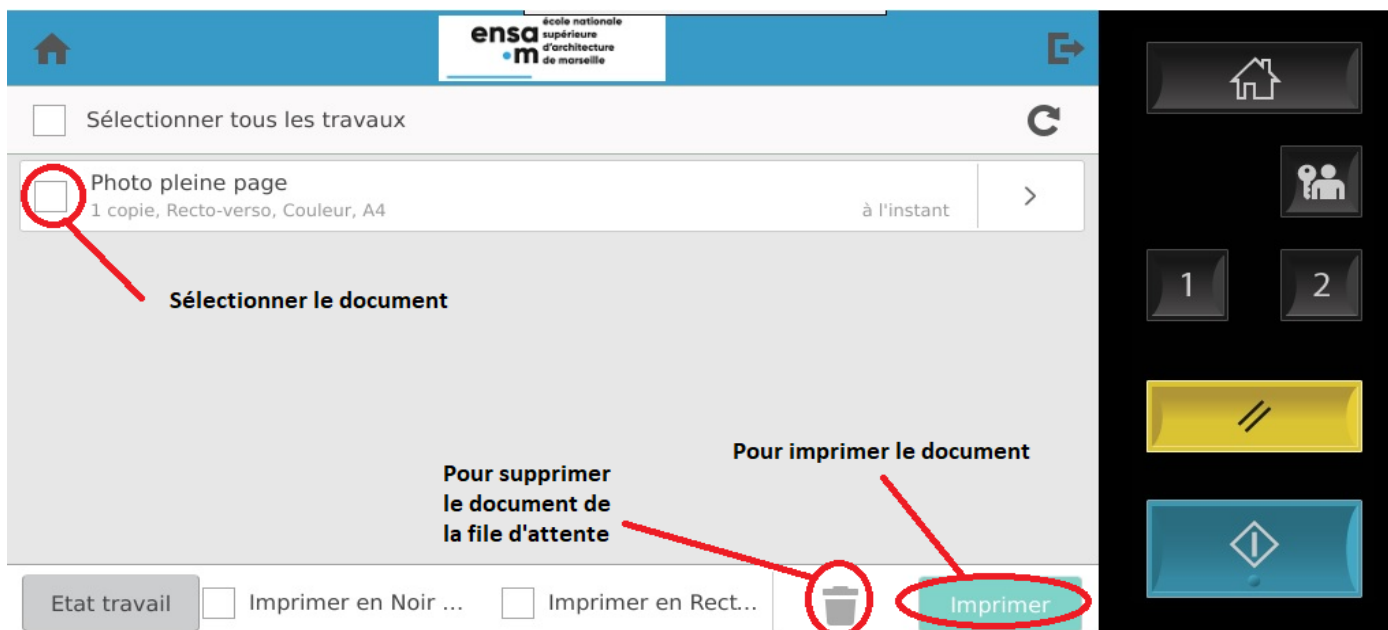 école nationale
supérieure
d'architecture
de marseille
ensa
•m
Sélectionner tous les travaux
Photo pleine page
1 copie, Recto-verso, Couleur, A4
à l'instant
Sélectionner le document
1
2
Pour imprimer le document
Pour supprimer
le document de
la file d'attente
Etat travail
Imprimer en Noir ...
Imprimer en Rect...
Imprimer